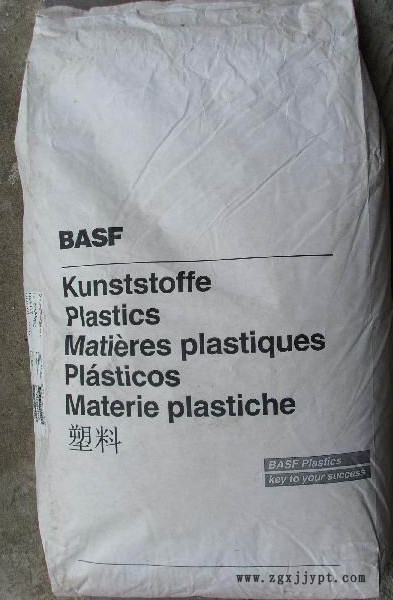 BASF
Kunststoffe
Plastics
Matières plastiques
Plásticos
Materie plastiche
塑料
BASF Plastics
key to your success
www.zgxjjypt.com